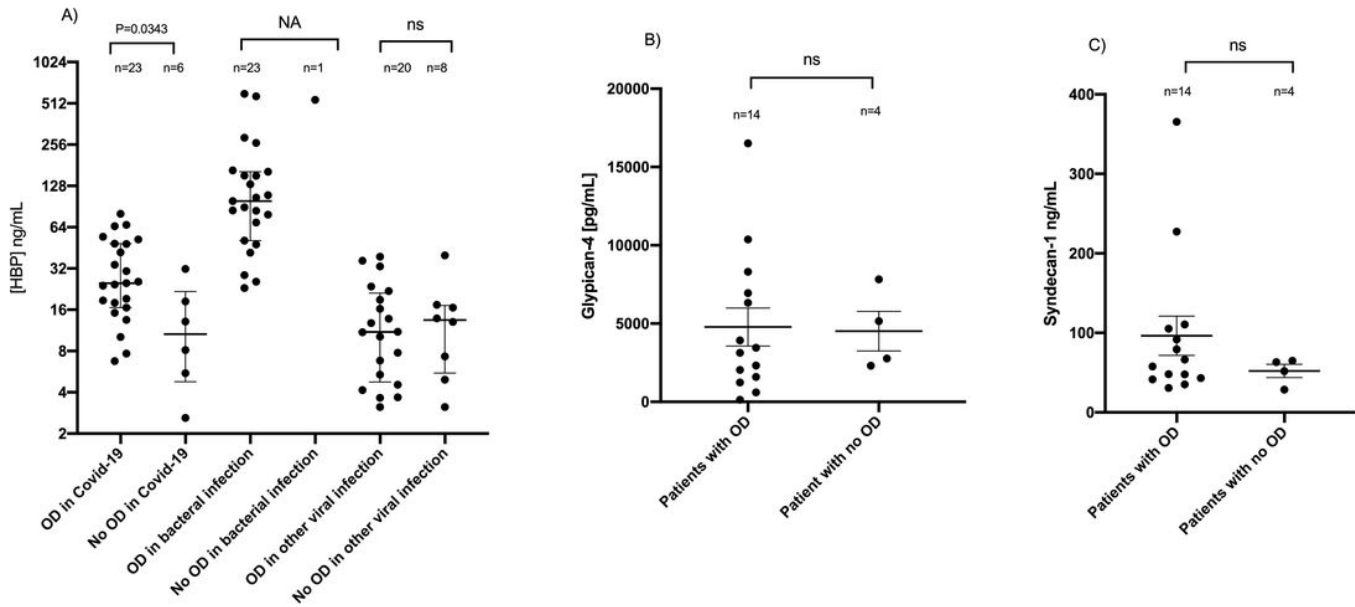 A)
P=0.0343
NA
ns
n=23
n=6
n=23
n=1
n=20
n=8
[HBP] ng/mL
1024
512
256
128
64
32
16
8
4
2
OD in Covid-19
No OD in Covid-19
OD in bacteral infection
No OD in bacterial infection
OD in other viral infection
No OD in other viral infection
B)
ns
n=14
n=4
Glypican-4 [pg/mL]
20000
15000
10000
5000
0
Patients with OD
Patient with no OD
C)
ns
n=14
n=4
Syndecan-1 ng/mL
400
300
200
100
0
Patients with OD
Patients with no OD